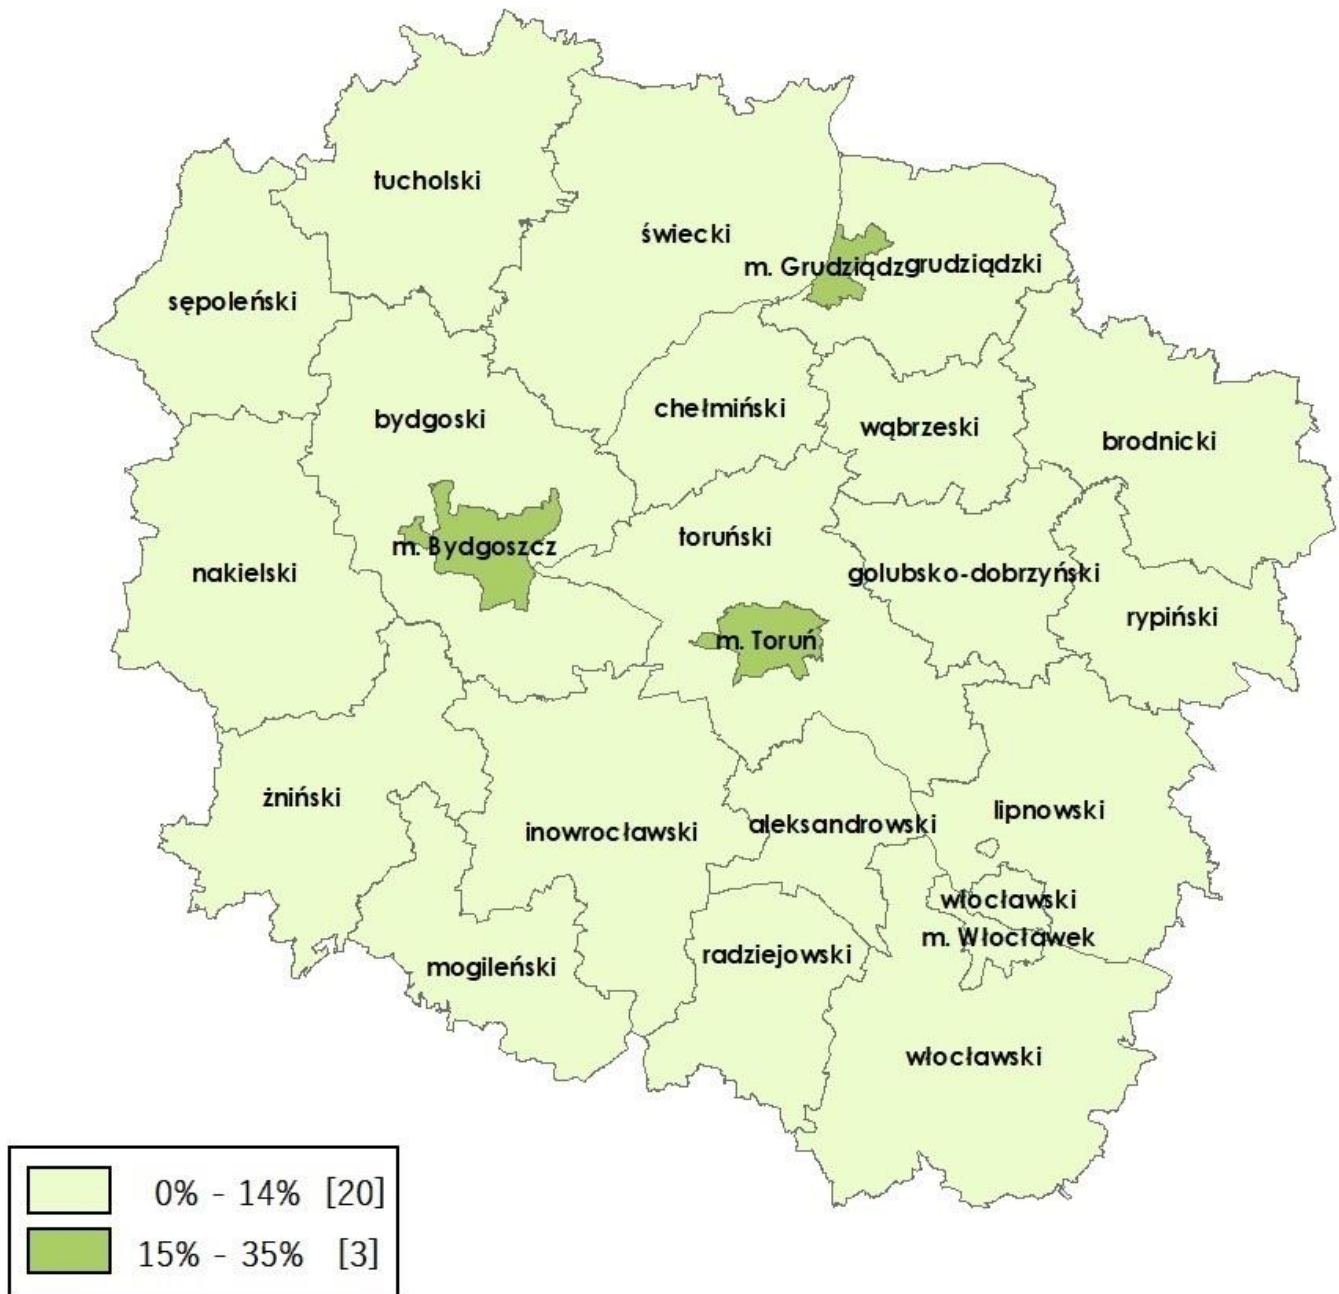 tucholski
świecki
m. Grudziądz
grudziądzki
sępoleński
chełmiński
bydgoski
wąbrzeski
brodnicki
toruński
m. Bydgoszcz
nakielski
golubsko-dobrzyński
rypiński
m. Toruń
żniński
lipnowski
aleksandrowski
inowrocławski
włocławski
m. Włocławek
radziejowski
mogileński
włocławski
0% - 14% [20]
15% - 35% [3]